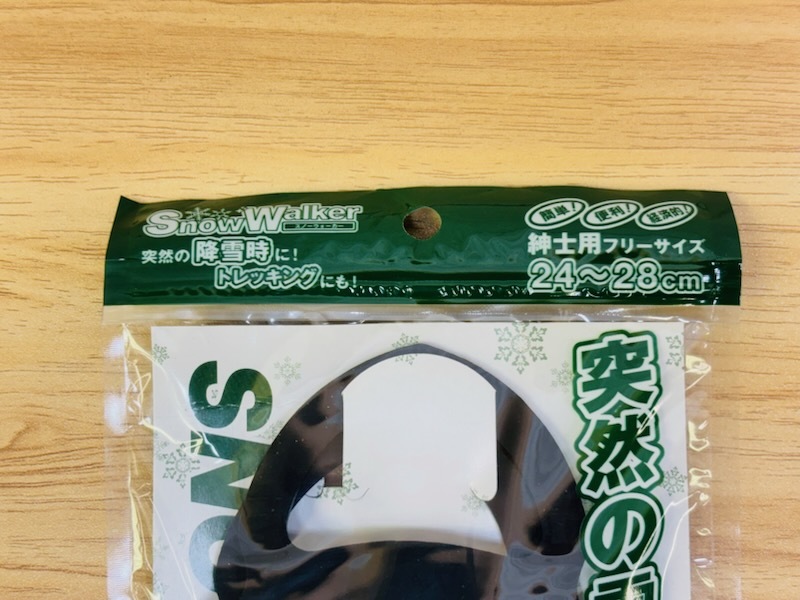 SnowWalker
スノーウォーカー
突然の降雪時に!
トレッキングにも!
簡単!
便利!
経済的!
紳士用フリーサイズ
24〜28cm
SNO
突然の